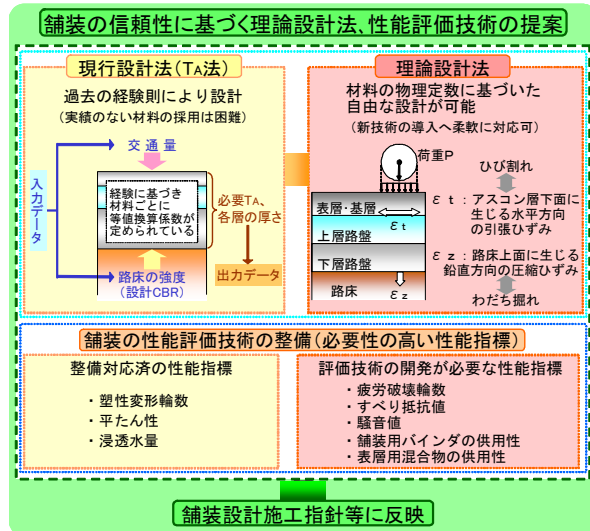 舗装の信頼性に基づく理論設計法、性能評価技術の提案
現行設計法(TA法)
過去の経験則により設計
(実績のない材料の採用は困難)
交通量
入力データ
経験に基づき
材料ごとに
等値換算係数が
定められている
必要TA、
各層の厚さ
出力データ
路床の強度
(設計CBR)
理論設計法
材料の物理定数に基づいた
自由な設計が可能
(新技術の導入へ柔軟に対応可)
荷重P
表層・基層
εt
上層路盤
下層路盤
路床
εz
ひび割れ
εt:アスコン層下面に
生じる水平方向
の引張ひずみ
εz:路床上面に生じる
鉛直方向の圧縮ひずみ
わだち掘れ
舗装の性能評価技術の整備(必要性の高い性能指標)
整備対応済の性能指標
・塑性変形輪数
・平たん性
・浸透水量
評価技術の開発が必要な性能指標
・疲労破壊輪数
・すべり抵抗値
・騒音値
・舗装用バインダの供用性
・表層用混合物の供用性
舗装設計施工指針等に反映